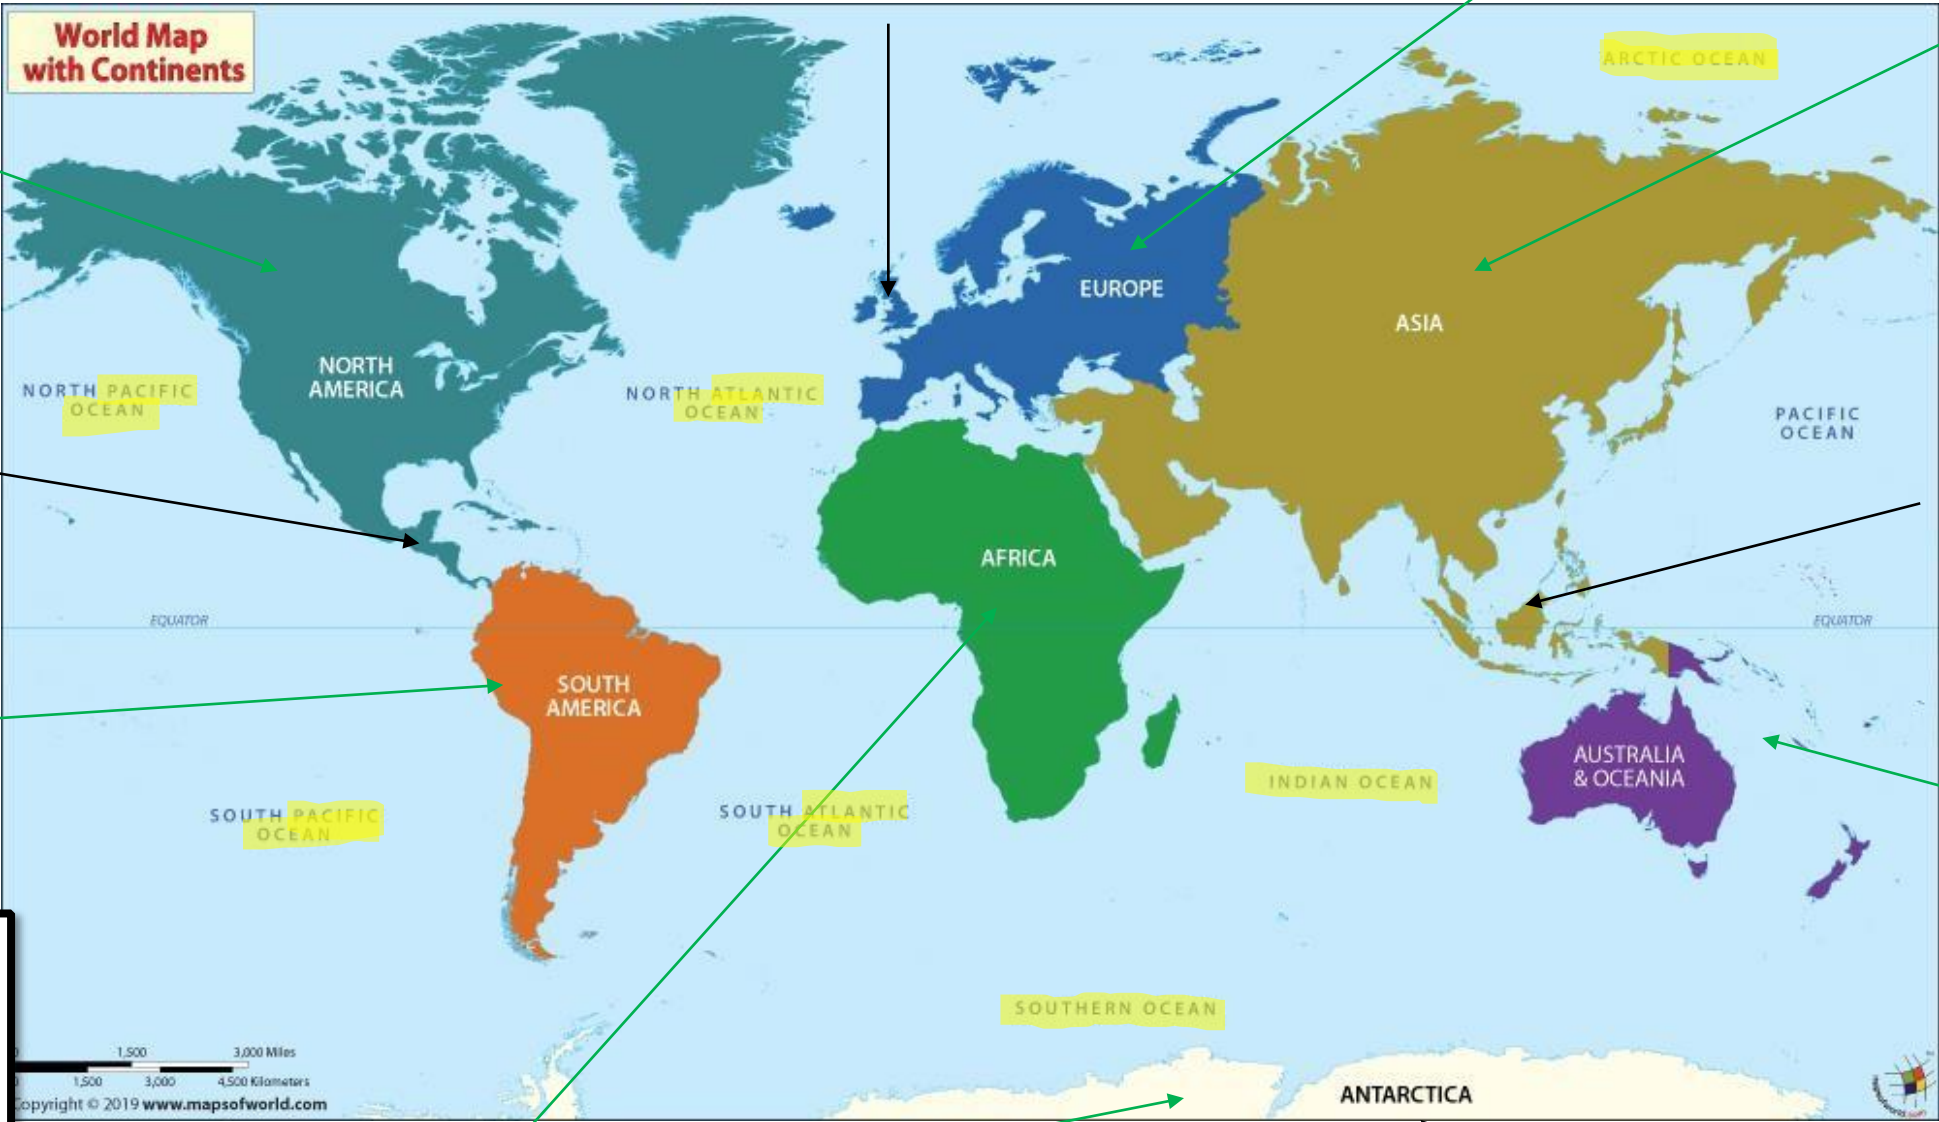 World Map
with Continents
ARCTIC OCEAN
EUROPE
ASIA
NORTH
AMERICA
NORTH PACIFIC
OCEAN
NORTH ATLANTIC
OCEAN
PACIFIC
OCEAN
AFRICA
EQUATOR
EQUATOR
SOUTH
AMERICA
AUSTRALIA
& OCEANIA
INDIAN OCEAN
SOUTH PACIFIC
OCEAN
SOUTH ATLANTIC
OCEAN
SOUTHERN OCEAN
1,500 3,000 Miles
1,500 3,000 4,500 Kilometers
opyright © 2019 www.mapsofworld.com
ANTARCTICA